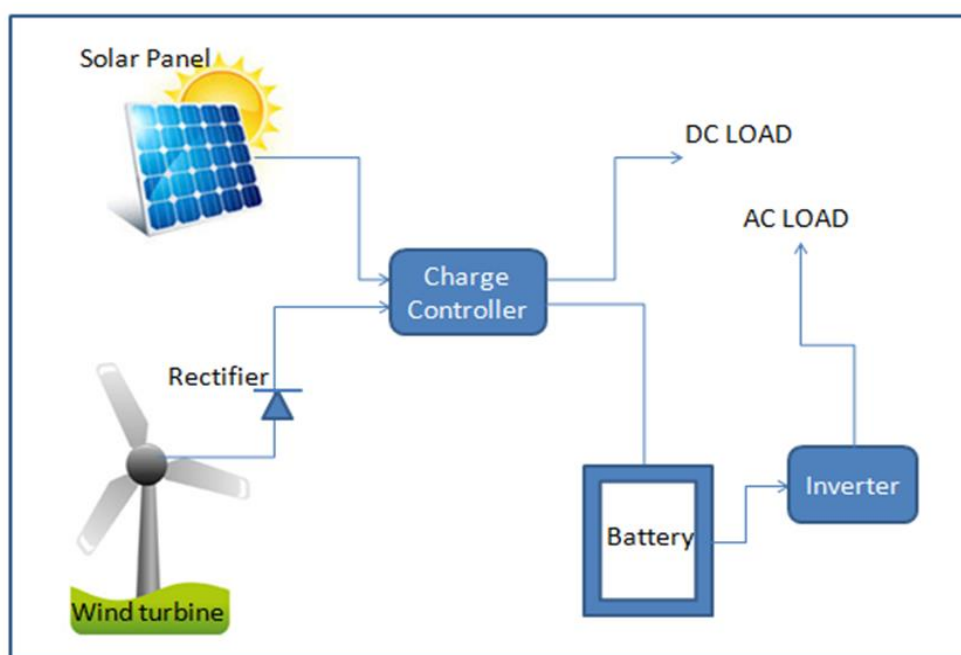 Solar Panel
DC LOAD
AC LOAD
Charge
Controller
Rectifier
Inverter
Battery
Wind turbine